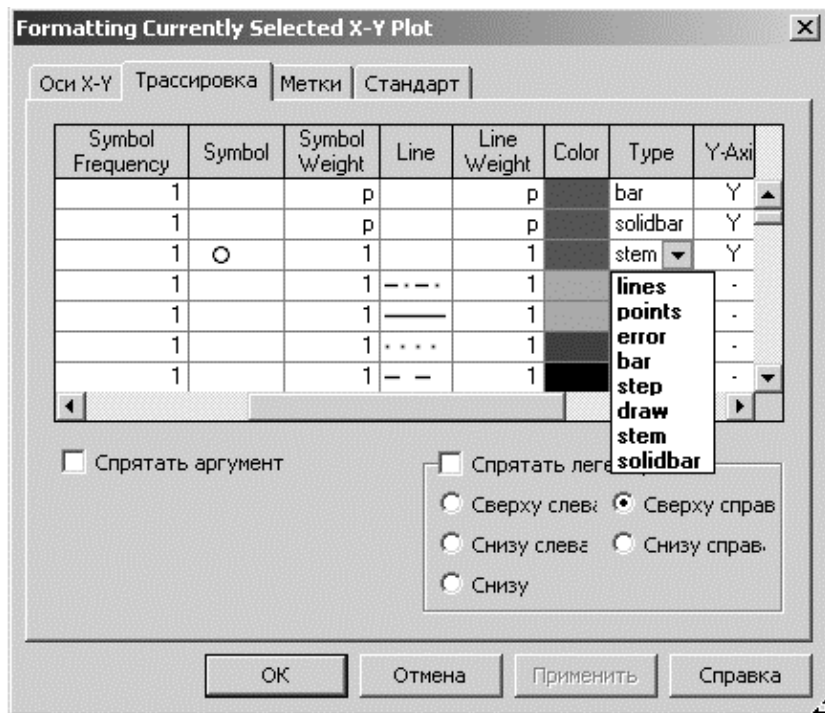 Formatting Currently Selected X-Y Plot
Оси X-Y Трассировка Метки Стандарт
Symbol Frequency Symbol Symbol Weight Line Line Weight Color Type Y-Axi
1 p p bar Y
1 p p solidbar Y
1 1 1 stem Y
1 1 1 -
1 1 1 -
1 1 1 -
1 1 1 -
lines
points
error
bar
step
draw
stem
solidbar
Спрятать аргумент
Спрятать леге
Сверху слева Сверху справ
Снизу слева Снизу справ
Снизу
OK Отмена Применить Справка